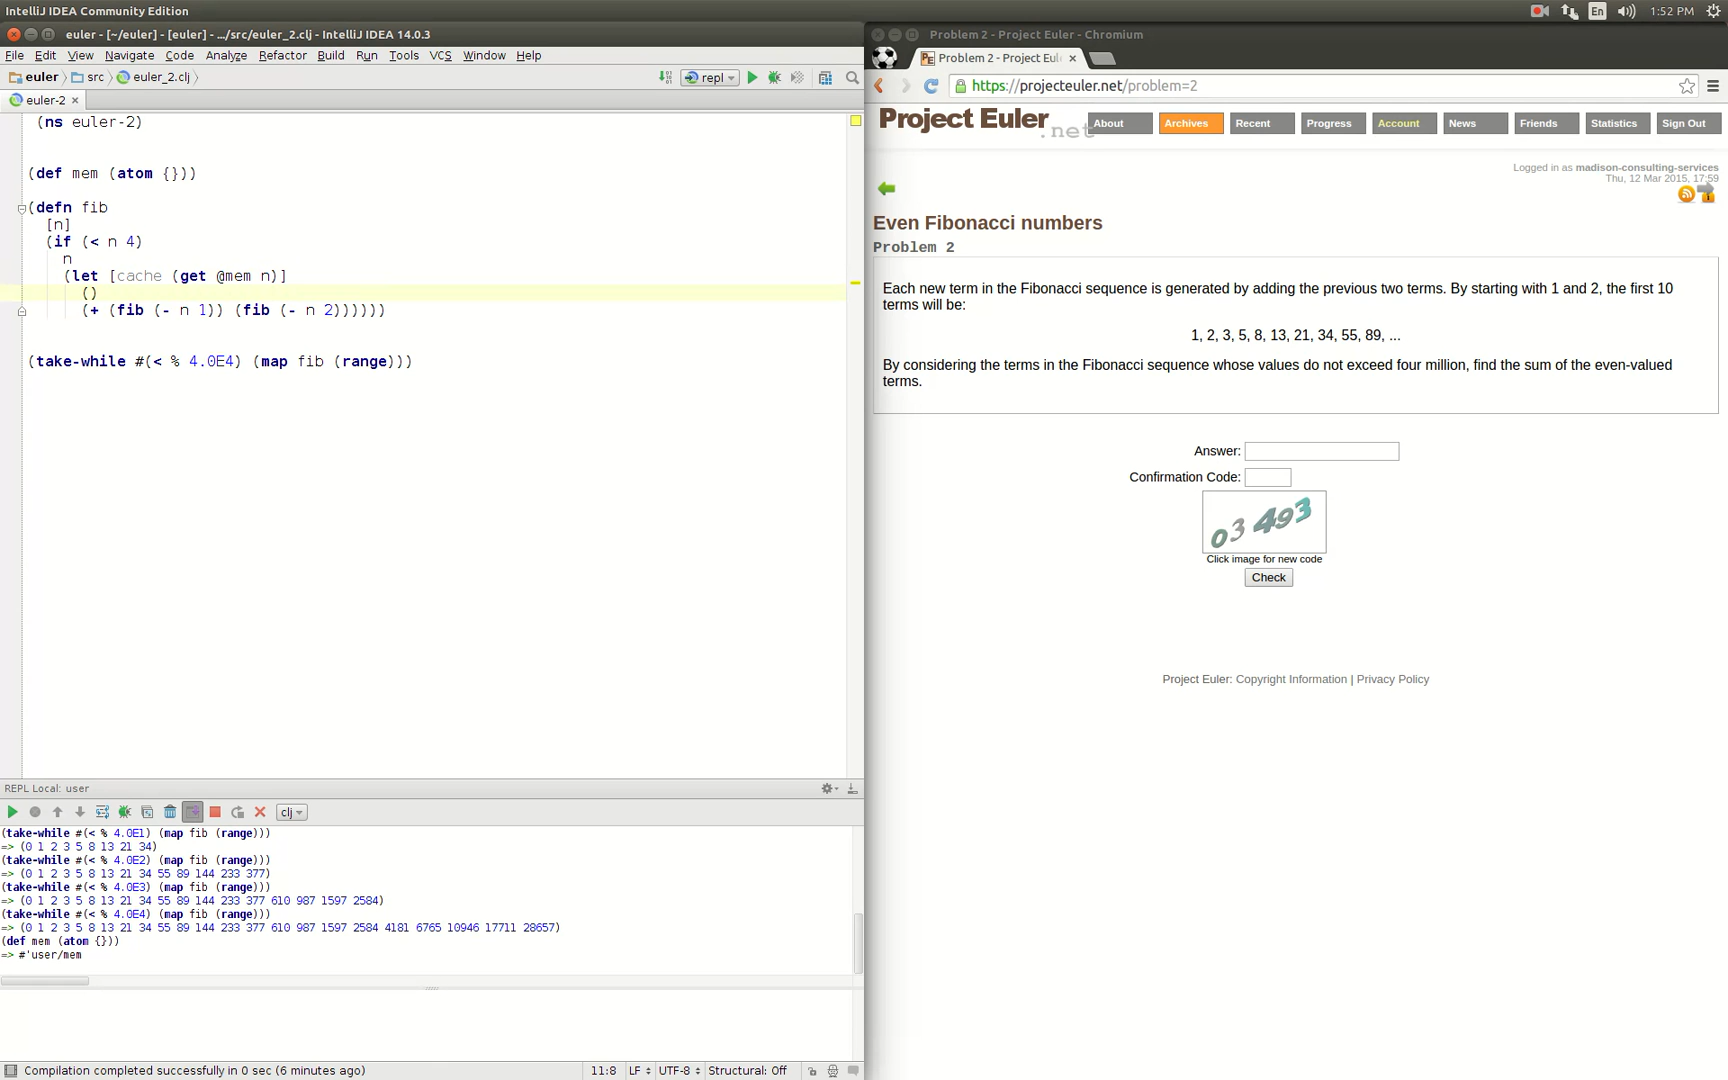 IntelliJ IDEA Community Edition
En
1:52 PM
euler - [~/euler] - [euler] - .../src/euler_2.clj - IntelliJ IDEA 14.0.3
File Edit View Navigate Code Analyze Refactor Build Run Tools VCS Window Help
euler src euler_2.clj
repl
euler-2
(ns euler-2)
(def mem (atom {}))
(defn fib
[n]
(if (< n 4)
n
(let [cache (get @mem n)]
()
(+ (fib (- n 1)) (fib (- n 2))))))
(take-while #(< % 4.0E4) (map fib (range)))
REPL Local: user
clj
(take-while #(< % 4.0E1) (map fib (range)))
=> (0 1 2 3 5 8 13 21 34)
(take-while #(< % 4.0E2) (map fib (range)))
=> (0 1 2 3 5 8 13 21 34 55 89 144 233 377)
(take-while #(< % 4.0E3) (map fib (range)))
=> (0 1 2 3 5 8 13 21 34 55 89 144 233 377 610 987 1597 2584)
(take-while #(< % 4.0E4) (map fib (range)))
=> (0 1 2 3 5 8 13 21 34 55 89 144 233 377 610 987 1597 2584 4181 6765 10946 17711 28657)
(def mem (atom {}))
=> #'user/mem
Compilation completed successfully in 0 sec (6 minutes ago)
11:8 LF UTF-8 Structural: Off
Problem 2 - Project Euler - Chromium
Problem 2 - Project Eul
https://projecteuler.net/problem=2
Project Euler .net
About Archives Recent Progress Account News Friends Statistics Sign Out
Logged in as madison-consulting-services
Thu, 12 Mar 2015, 17:59
Even Fibonacci numbers
Problem 2
Each new term in the Fibonacci sequence is generated by adding the previous two terms. By starting with 1 and 2, the first 10
terms will be:
1, 2, 3, 5, 8, 13, 21, 34, 55, 89, ...
By considering the terms in the Fibonacci sequence whose values do not exceed four million, find the sum of the even-valued
terms.
Answer:
Confirmation Code:
03493
Click image for new code
Check
Project Euler: Copyright Information | Privacy Policy